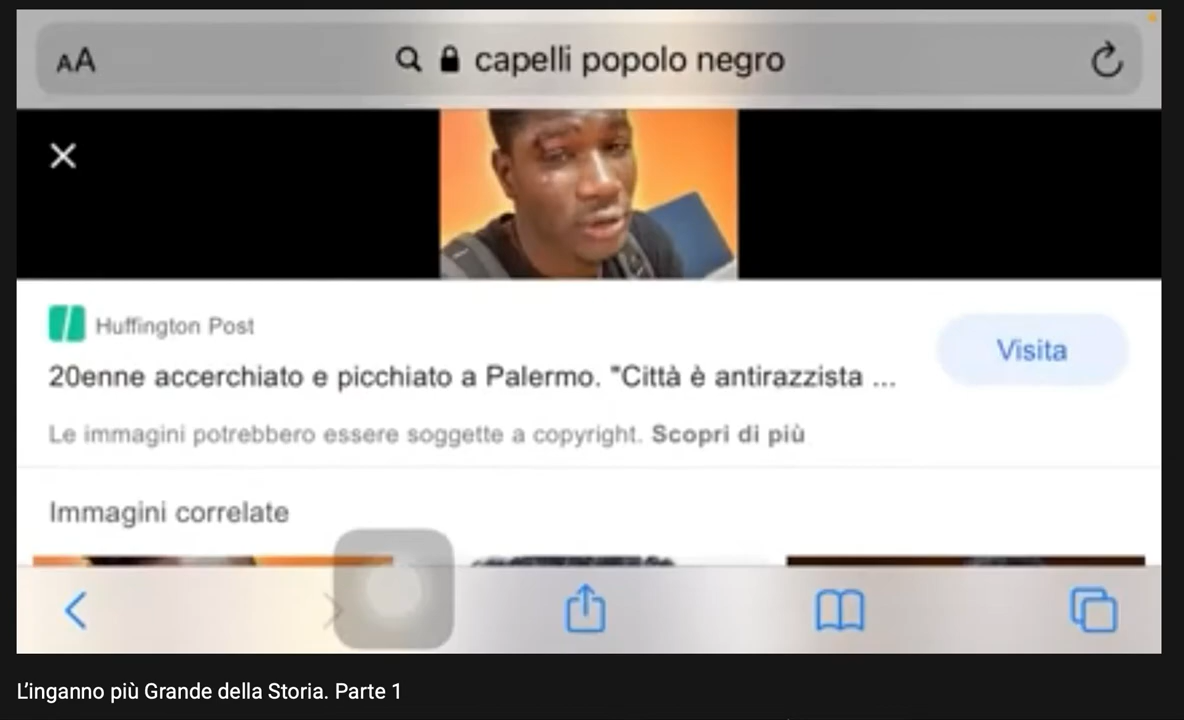 AA capelli popolo negro
Huffington Post
Visita
20enne accerchiato e picchiato a Palermo. "Città è antirazzista ...
Le immagini potrebbero essere soggette a copyright. Scopri di più
Immagini correlate
L'inganno più Grande della Storia. Parte 1